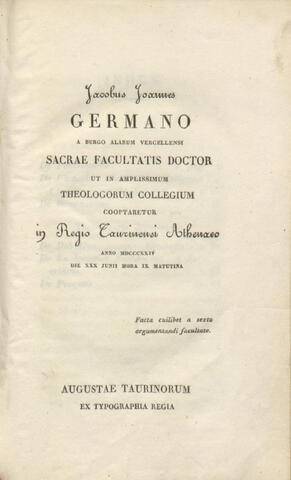 Jacobus Joannes
GERMANO
A BURGO ALARUM VERCELLENSI
SACRAE FACULTATIS DOCTOR
UT IN AMPLISSIMUM
THEOLOGORUM COLLEGIUM
COOPTARETUR
in Regio Taurinensi Athenaeo
ANNO MDCCCXXIV
DIE XXX JUNII HORA IX MATUTINA
Facta cuilibet a sexto
argumentandi facultate.
AUGUSTAE TAURINORUM
EX TYPOGRAPHIA REGIA